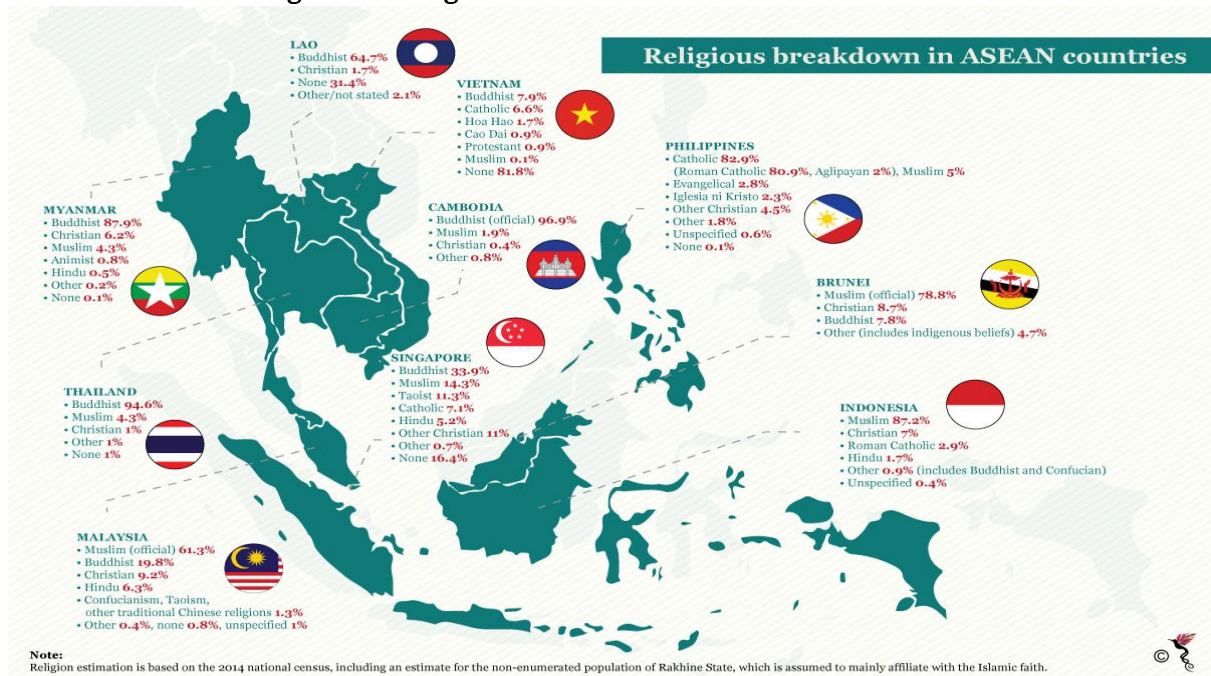 Religious breakdown in ASEAN countries
LAO
• Buddhist 64.7%
• Christian 1.7%
• None 31.4%
• Other/not stated 2.1%
VIETNAM
• Buddhist 7.9%
• Catholic 6.6%
• Hoa Hao 1.7%
• Cao Dai 0.9%
• Protestant 0.9%
• Muslim 0.1%
• None 81.8%
PHILIPPINES
• Catholic 82.9%
(Roman Catholic 80.9%, Aglipayan 2%), Muslim 5%
• Evangelical 2.8%
• Iglesia ni Kristo 2.3%
• Other Christian 4.5%
• Other 1.8%
• Unspecified 0.6%
• None 0.1%
MYANMAR
• Buddhist 87.9%
• Christian 6.2%
• Muslim 4.3%
• Animist 0.8%
• Hindu 0.5%
• Other 0.2%
• None 0.1%
CAMBODIA
• Buddhist (official) 96.9%
• Muslim 1.9%
• Christian 0.4%
• Other 0.8%
BRUNEI
• Muslim (official) 78.8%
• Christian 8.7%
• Buddhist 7.8%
• Other (includes indigenous beliefs) 4.7%
SINGAPORE
• Buddhist 33.9%
• Muslim 14.3%
• Taoist 11.3%
• Catholic 7.1%
• Hindu 5.2%
• Other Christian 11%
• Other 0.7%
• None 16.4%
THAILAND
• Buddhist 94.6%
• Muslim 4.3%
• Christian 1%
• Other 1%
• None 1%
INDONESIA
• Muslim 87.2%
• Christian 7%
• Roman Catholic 2.9%
• Hindu 1.7%
• Other 0.9% (includes Buddhist and Confucian)
• Unspecified 0.4%
MALAYSIA
• Muslim (official) 61.3%
• Buddhist 19.8%
• Christian 9.2%
• Hindu 6.3%
• Confucianism, Taoism,
other traditional Chinese religions 1.3%
• Other 0.4%, none 0.8%, unspecified 1%
Note:
Religion estimation is based on the 2014 national census, including an estimate for the non-enumerated population of Rakhine State, which is assumed to mainly affiliate with the Islamic faith.
©